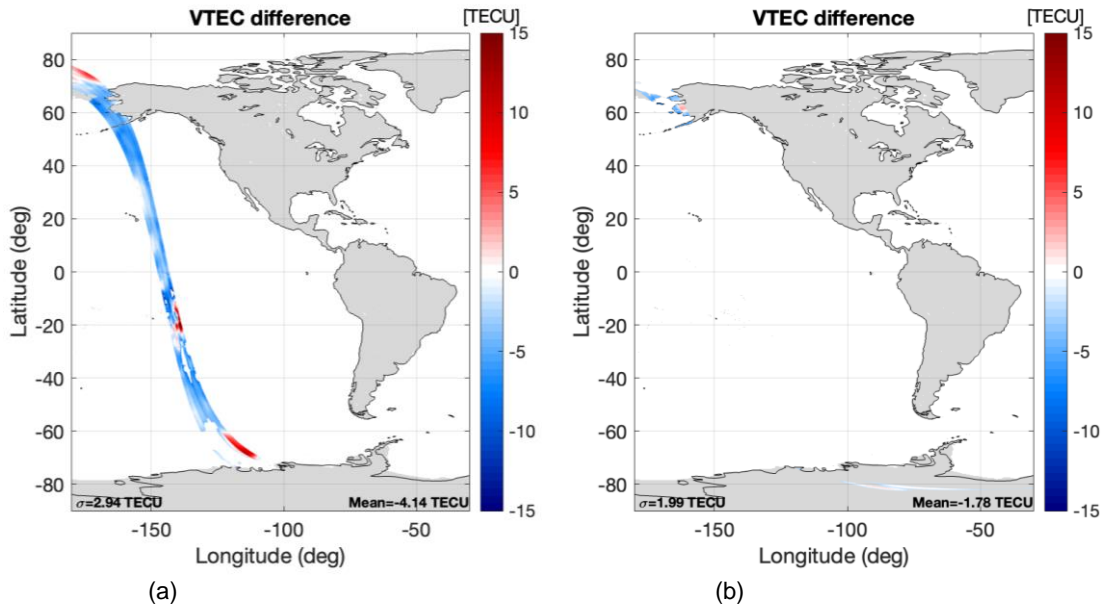 VTEC difference
[TECU]
80
60
40
20
0
-20
-40
-60
-80
Latitude (deg)
-150
-100
-50
Longitude (deg)
σ=2.94 TECU
Mean=-4.14 TECU
15
10
5
0
-5
-10
-15
(a)
VTEC difference
[TECU]
80
60
40
20
0
-20
-40
-60
-80
Latitude (deg)
-150
-100
-50
Longitude (deg)
σ=1.99 TECU
Mean=-1.78 TECU
15
10
5
0
-5
-10
-15
(b)